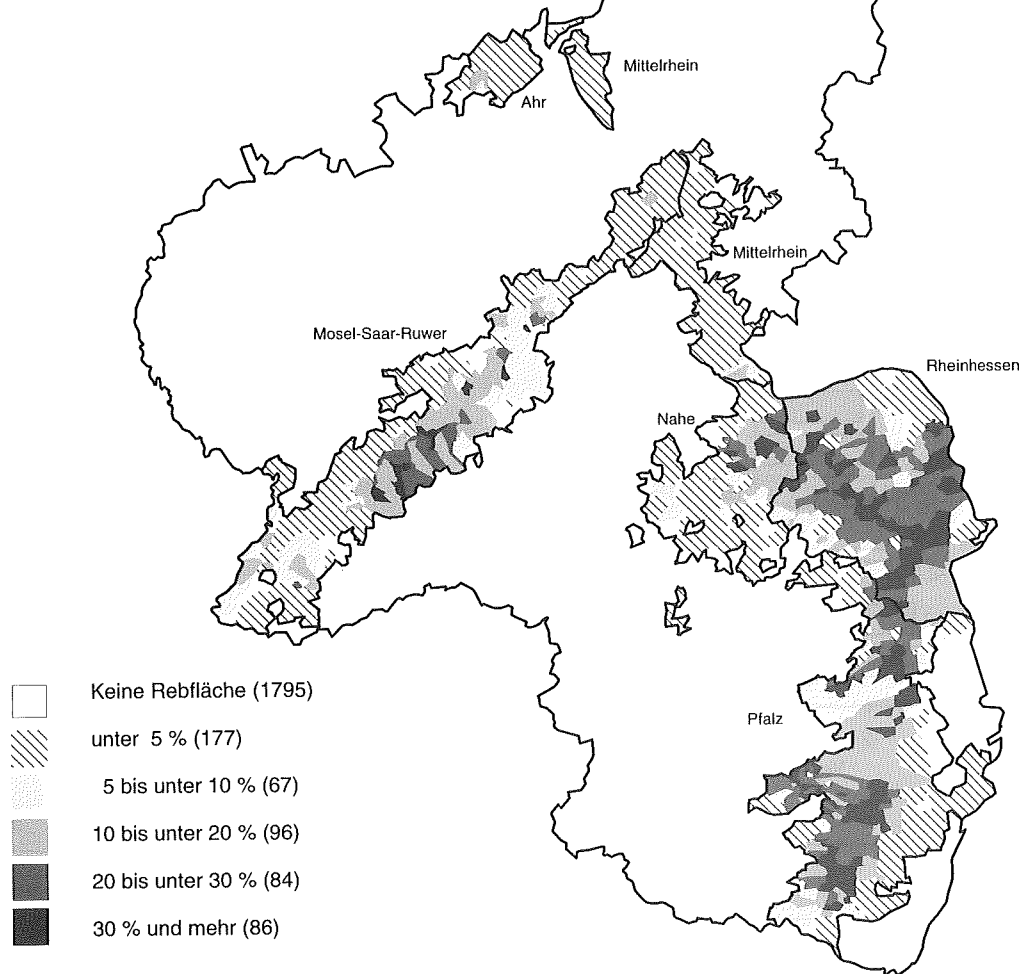 Mittelrhein
Ahr
Mittelrhein
Mosel-Saar-Ruwer
Rheinhessen
Nahe
Pfalz
Keine Rebfläche (1795)
unter 5 % (177)
5 bis unter 10 % (67)
10 bis unter 20 % (96)
20 bis unter 30 % (84)
30 % und mehr (86)